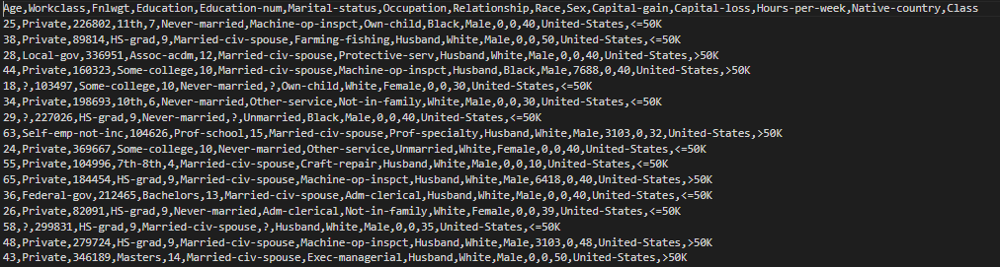 Age,Workclass,Fnlwgt,Education,Education-num,Marital-status,Occupation,Relationship,Race,Sex,Capital-gain,Capital-loss,Hours-per-week,Native-country,Class
25,Private,226802,11th,7,Never-married,Machine-op-inspct,Own-child,Black,Male,0,0,40,United-States,<=50K
38,Private,89814,HS-grad,9,Married-civ-spouse,Farming-fishing,Husband,White,Male,0,0,50,United-States,<=50K
28,Local-gov,336951,Assoc-acdm,12,Married-civ-spouse,Protective-serv,Husband,White,Male,0,0,40,United-States,>50K
44,Private,160323,Some-college,10,Married-civ-spouse,Machine-op-inspct,Husband,Black,Male,7688,0,40,United-States,>50K
18,?,103497,Some-college,10,Never-married,?,Own-child,White,Female,0,0,30,United-States,<=50K
34,Private,198693,10th,6,Never-married,Other-service,Not-in-family,White,Male,0,0,30,United-States,<=50K
29,?,227026,HS-grad,9,Never-married,?,Unmarried,Black,Male,0,0,40,United-States,<=50K
63,Self-emp-not-inc,104626,Prof-school,15,Married-civ-spouse,Prof-specialty,Husband,White,Male,3103,0,32,United-States,>50K
24,Private,369667,Some-college,10,Never-married,Other-service,Unmarried,White,Female,0,0,40,United-States,<=50K
55,Private,104996,7th-8th,4,Married-civ-spouse,Craft-repair,Husband,White,Male,0,0,10,United-States,<=50K
65,Private,184454,HS-grad,9,Married-civ-spouse,Machine-op-inspct,Husband,White,Male,6418,0,40,United-States,>50K
36,Federal-gov,212465,Bachelors,13,Married-civ-spouse,Adm-clerical,Husband,White,Male,0,0,40,United-States,<=50K
26,Private,82091,HS-grad,9,Never-married,Adm-clerical,Not-in-family,White,Female,0,0,39,United-States,<=50K
58,?,299831,HS-grad,9,Married-civ-spouse,?,Husband,White,Male,0,0,35,United-States,<=50K
48,Private,279724,HS-grad,9,Married-civ-spouse,Machine-op-inspct,Husband,White,Male,3103,0,48,United-States,>50K
43,Private,346189,Masters,14,Married-civ-spouse,Exec-managerial,Husband,White,Male,0,0,50,United-States,>50K